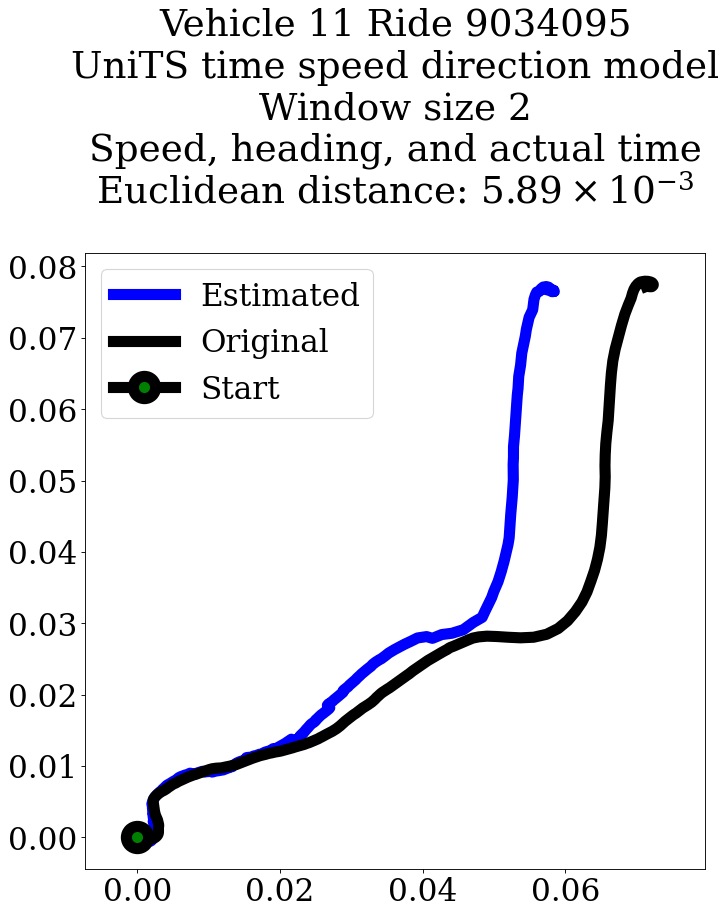 Vehicle 11 Ride 9034095
UniTS time speed direction model
Window size 2
Speed, heading, and actual time
Euclidean distance: 5.89 × 10⁻³
Estimated
Original
Start
0.08
0.07
0.06
0.05
0.04
0.03
0.02
0.01
0.00
0.00 0.02 0.04 0.06